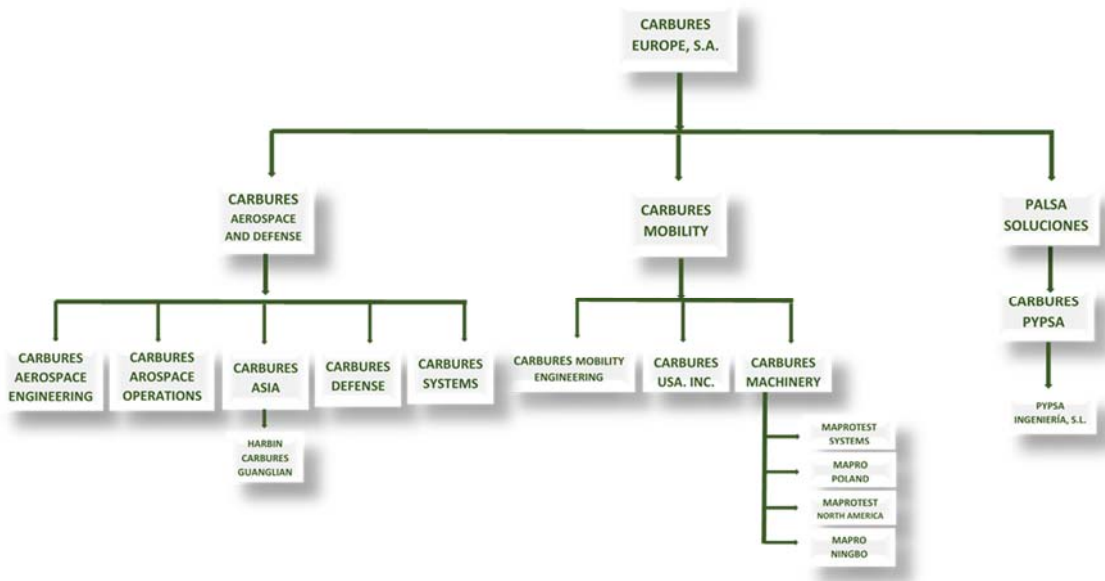 CARBURES
EUROPE, S.A.
CARBURES
AEROSPACE
AND DEFENSE
CARBURES
MOBILITY
PALSA
SOLUCIONES
CARBURES
PYPSA
CARBURES
AEROSPACE
ENGINEERING
CARBURES
AROSPACE
OPERATIONS
CARBURES
ASIA
CARBURES
DEFENSE
CARBURES
SYSTEMS
CARBURES MOBILITY
ENGINEERING
CARBURES
USA. INC.
CARBURES
MACHINERY
PYPSA
INGENIERÍA, S.L.
HARBIN
CARBURES
GUANGLIAN
MAPROTEST
SYSTEMS
MAPRO
POLAND
MAPROTEST
NORTH AMERICA
MAPRO
NINGBO